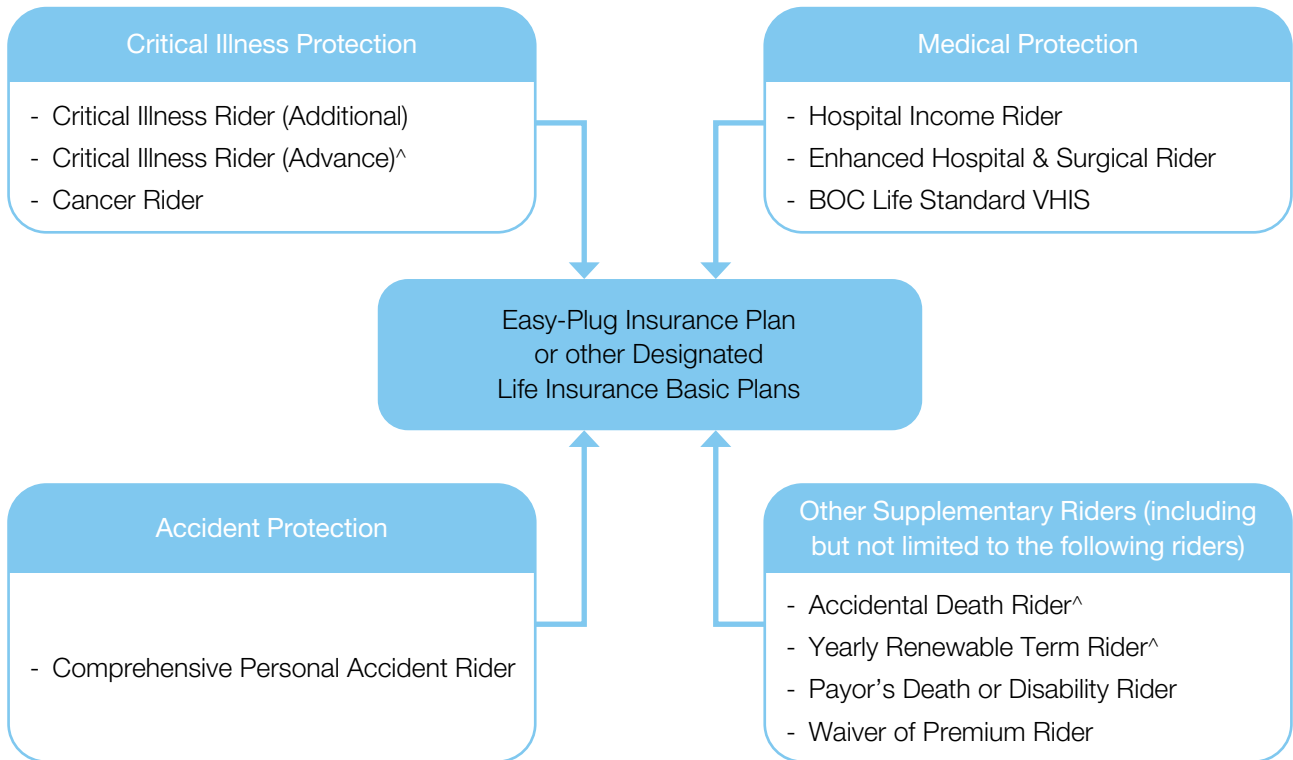 Critical Illness Protection
- Critical Illness Rider (Additional)
- Critical Illness Rider (Advance)^
- Cancer Rider
Medical Protection
- Hospital Income Rider
- Enhanced Hospital & Surgical Rider
- BOC Life Standard VHIS
Easy-Plug Insurance Plan
or other Designated
Life Insurance Basic Plans
Accident Protection
- Comprehensive Personal Accident Rider
Other Supplementary Riders (including
but not limited to the following riders)
- Accidental Death Rider^
- Yearly Renewable Term Rider^
- Payor’s Death or Disability Rider
- Waiver of Premium Rider